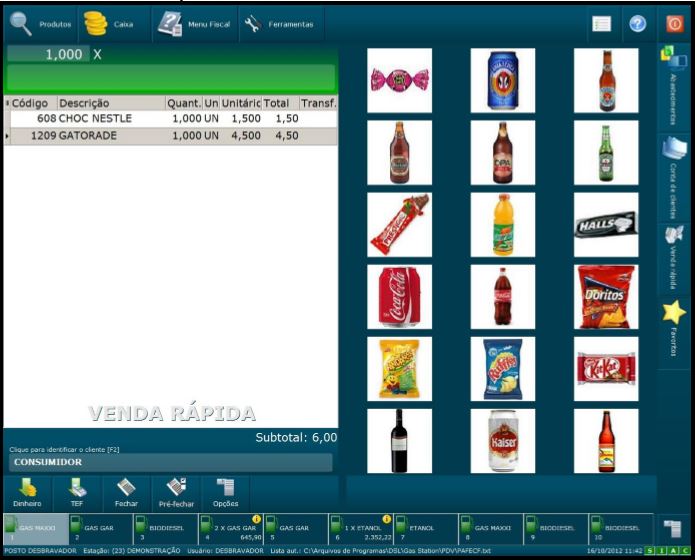 Produtos Caixa Menu Fiscal Ferramentas
1,000 X
Código Descrição Quant. Un Unitáric Total Transf.
608 CHOC NESTLE 1,000 UN 1,500 1,50
1209 GATORADE 1,000 UN 4,500 4,50
VENDA RÁPIDA
Subtotal: 6,00
Clique para identificar o cliente [F2]
CONSUMIDOR
Dinheiro TEF Fechar Pré-fechar Opções
Abastecimentos
Conta de clientes
Venda rápida
Favoritos
OPA
HALLS
Coca-Cola
Doritos
Ruffles
KitKat
Kaiser
GAS MAXXI GAS GAR BIODIESEL 2 X GAS GAR GAS GAR 1 X ETANOL ETANOL GAS MAXXI BIODIESEL BIODIESEL
1 2 3 4 645,90 5 6 2.352,22 7 8 9 10
POSTO DESBRAVADOR Estação: (23) DEMONSTRAÇÃO Usuário: DESBRAVADOR Lista aut.: C:\Arquivos de Programas\DSL\Gas Station\PDV\PAFECF.txt 16/10/2012 11:42 S I A C